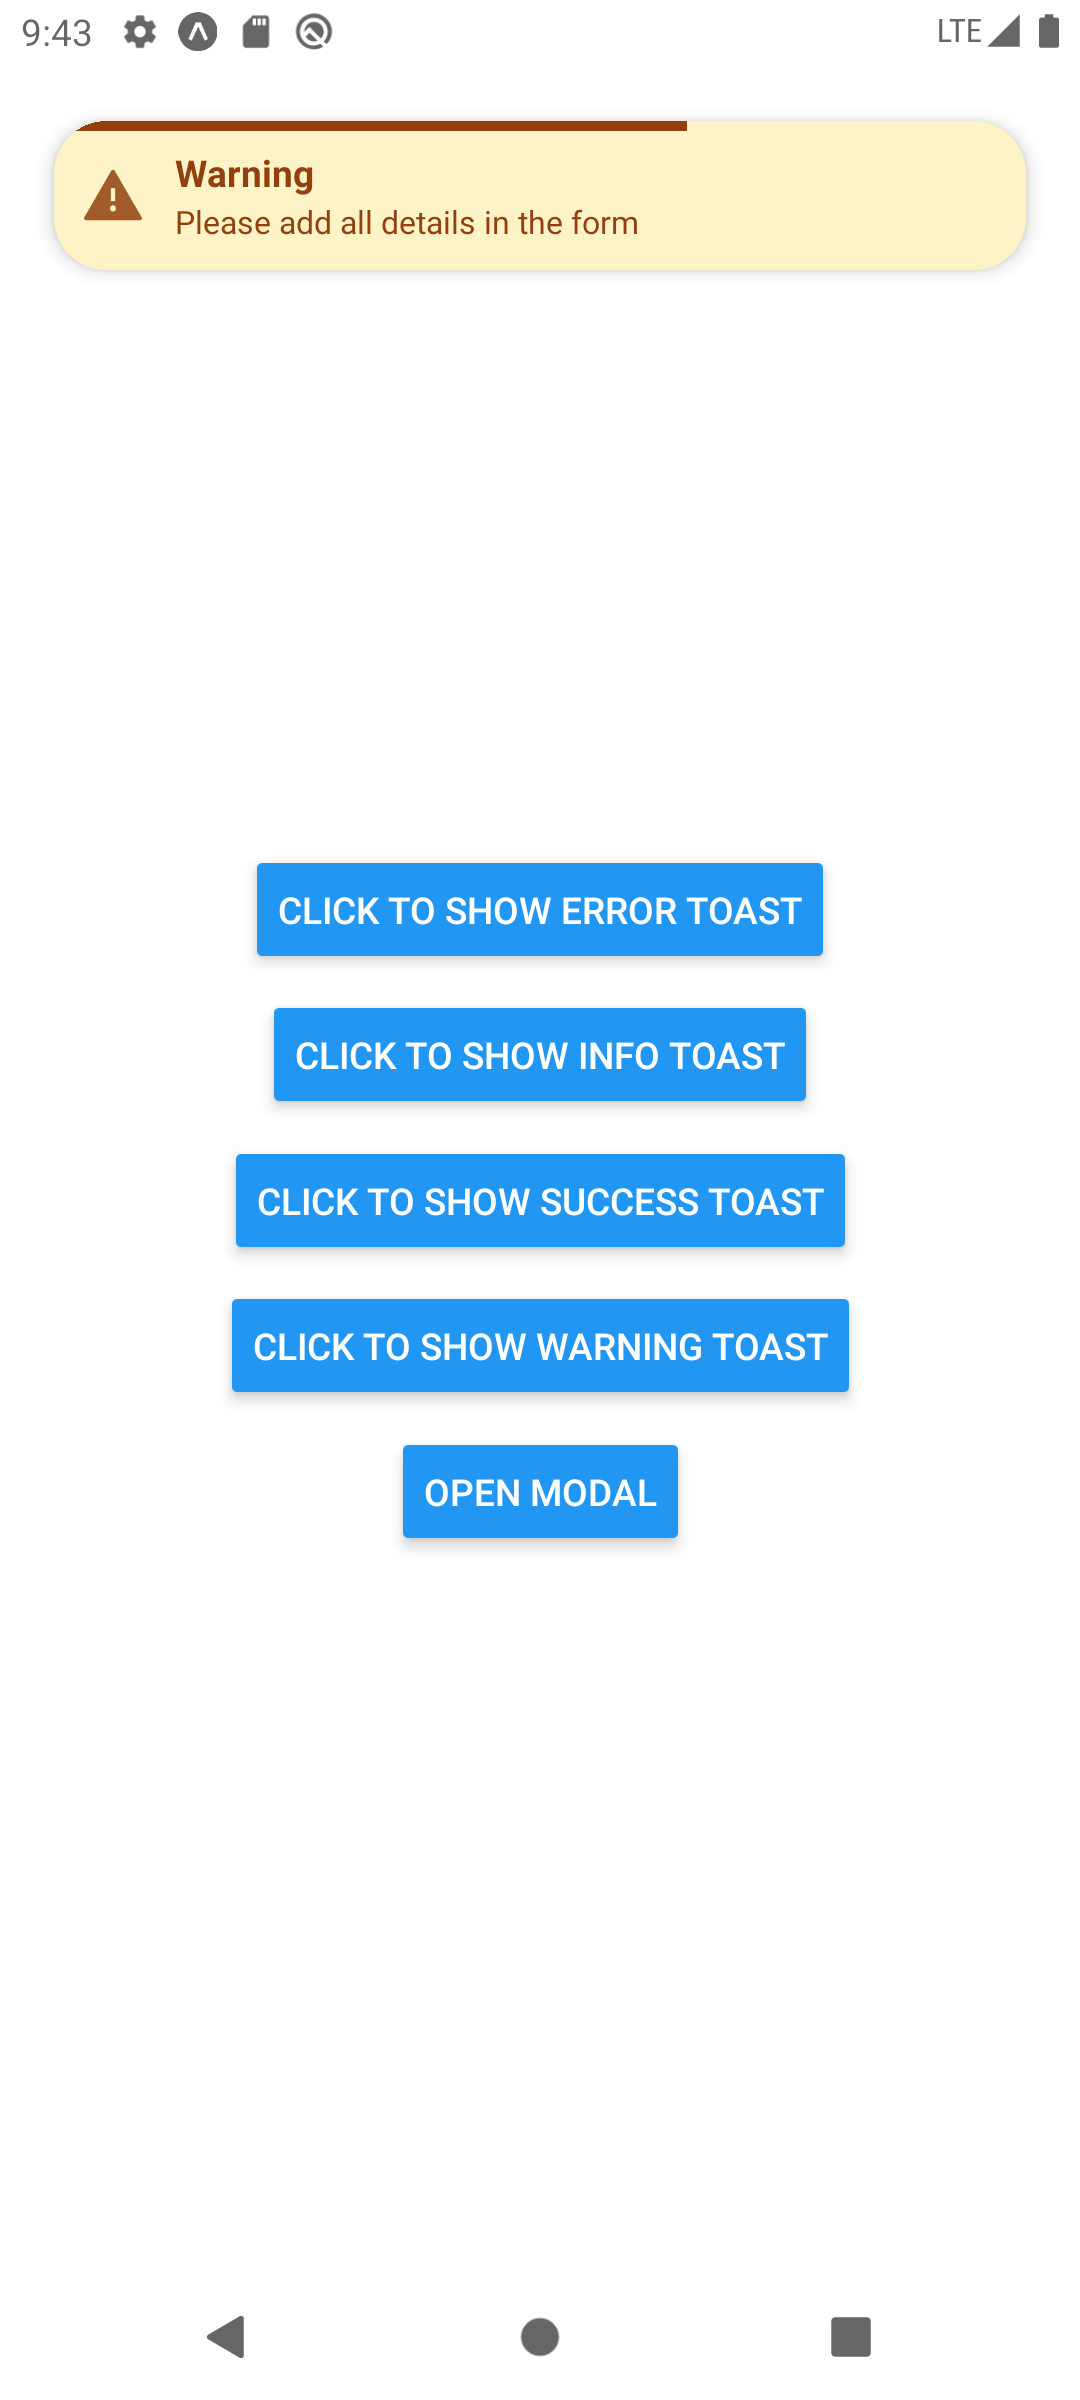 9:43 LTE
Warning
Please add all details in the form
CLICK TO SHOW ERROR TOAST
CLICK TO SHOW INFO TOAST
CLICK TO SHOW SUCCESS TOAST
CLICK TO SHOW WARNING TOAST
OPEN MODAL